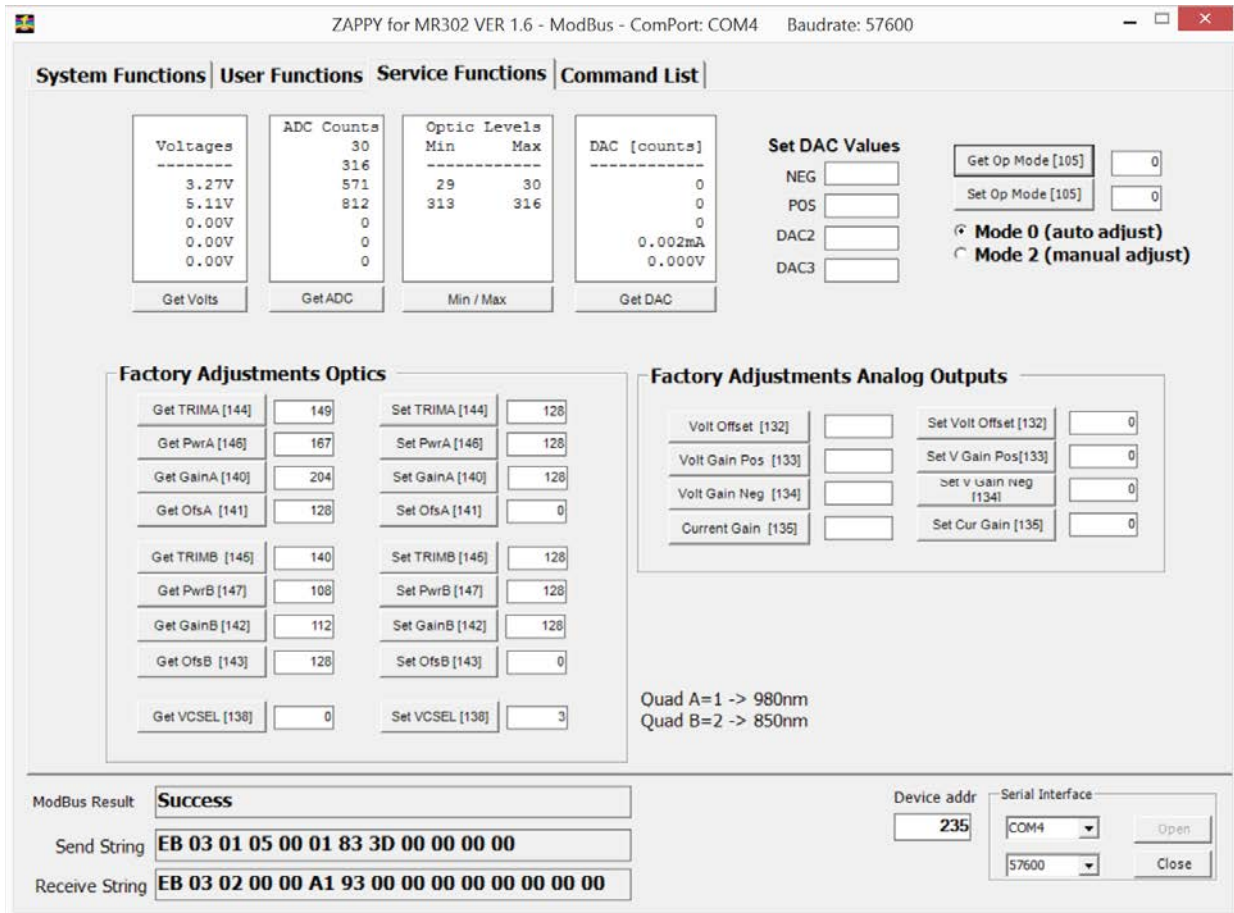 ZAPPY for MR302 VER 1.6 - ModBus - ComPort: COM4 Baudrate: 57600
System Functions User Functions Service Functions Command List
Voltages
--------
3.27V
5.11V
0.00V
0.00V
0.00V
Get Volts
ADC Counts
30
316
571
812
0
0
0
Get ADC
Optic Levels
Min Max
------------
29 30
313 316
Min / Max
DAC [counts]
------------
0
0
0
0.002mA
0.000V
Get DAC
Set DAC Values
NEG
POS
DAC2
DAC3
Get Op Mode [105] 0
Set Op Mode [105] 0
Mode 0 (auto adjust)
Mode 2 (manual adjust)
Factory Adjustments Optics
Get TRIMA [144] 149 Set TRIMA [144] 128
Get PwrA [146] 167 Set PwrA [146] 128
Get GainA [140] 204 Set GainA [140] 128
Get OfsA [141] 128 Set OfsA [141] 0
Get TRIMB [145] 140 Set TRIMB [145] 128
Get PwrB [147] 108 Set PwrB [147] 128
Get GainB [142] 112 Set GainB [142] 128
Get OfsB [143] 128 Set OfsB [143] 0
Get VCSEL [138] 0 Set VCSEL [138] 3
Factory Adjustments Analog Outputs
Volt Offset [132] Set Volt Offset [132] 0
Volt Gain Pos [133] Set V Gain Pos[133] 0
Volt Gain Neg [134] Set V Gain Neg [134] 0
Current Gain [135] Set Cur Gain [135] 0
Quad A=1 -> 980nm
Quad B=2 -> 850nm
ModBus Result Success
Send String EB 03 01 05 00 01 83 3D 00 00 00 00
Receive String EB 03 02 00 00 A1 93 00 00 00 00 00 00 00 00
Device addr
235
Serial Interface
COM4 Open
57600 Close